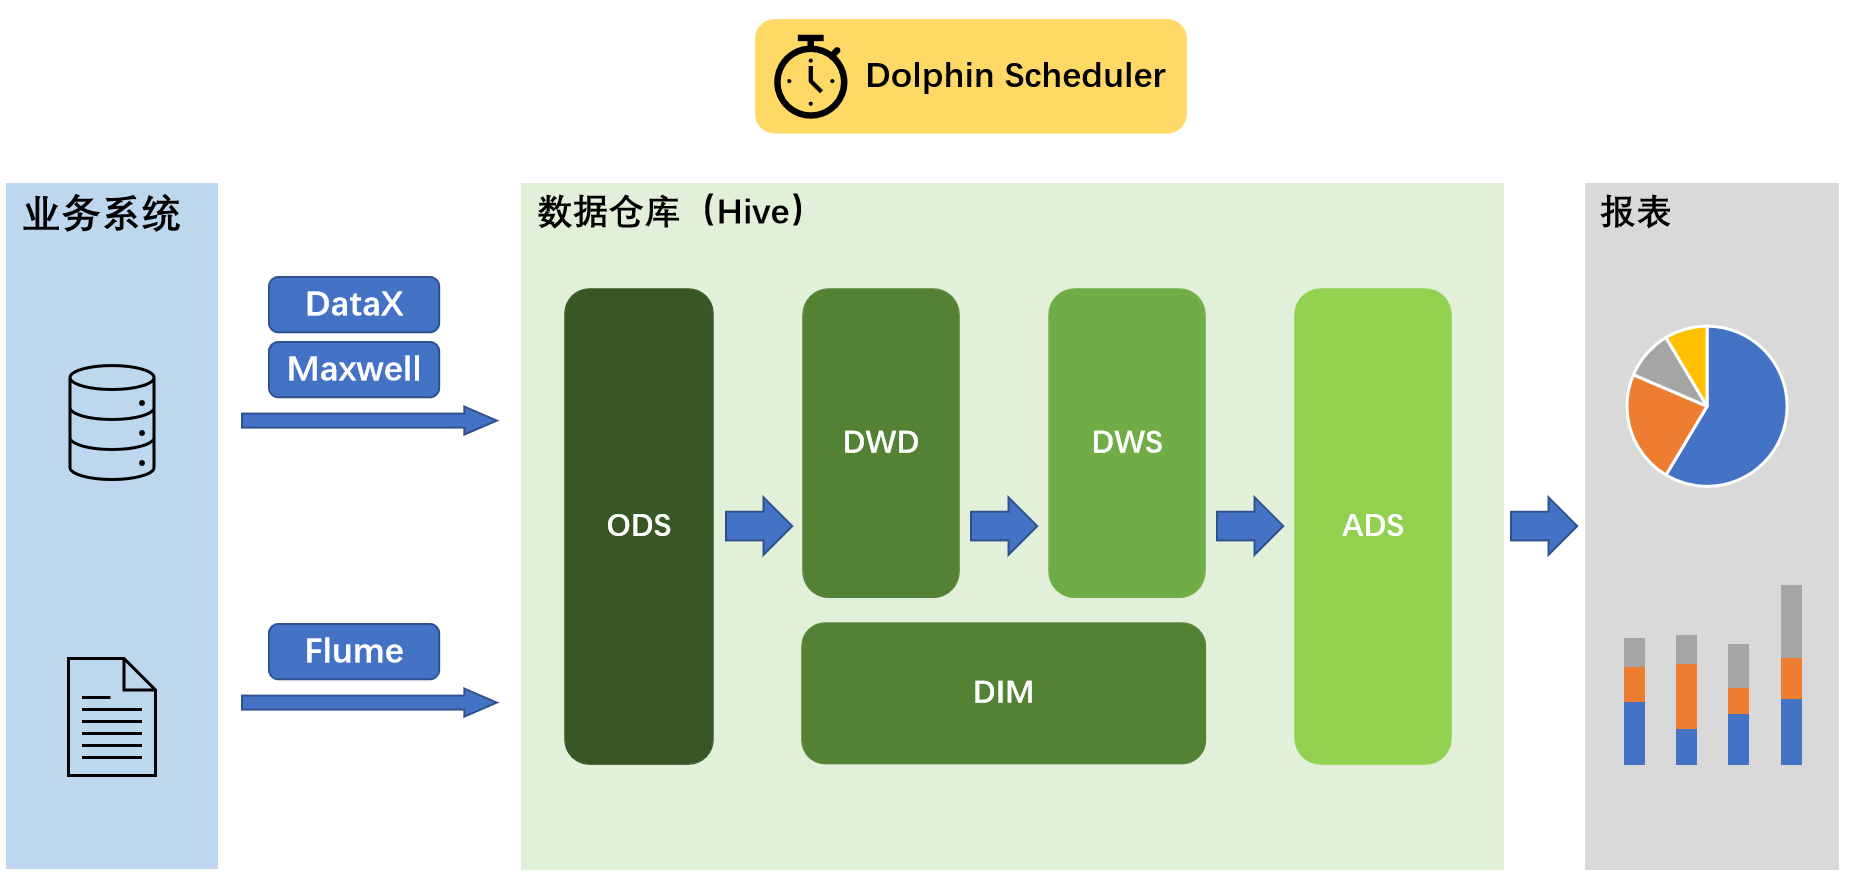 Dolphin Scheduler
业务系统
数据仓库（Hive）
报表
DataX
Maxwell
Flume
ODS
DWD
DWS
DIM
ADS